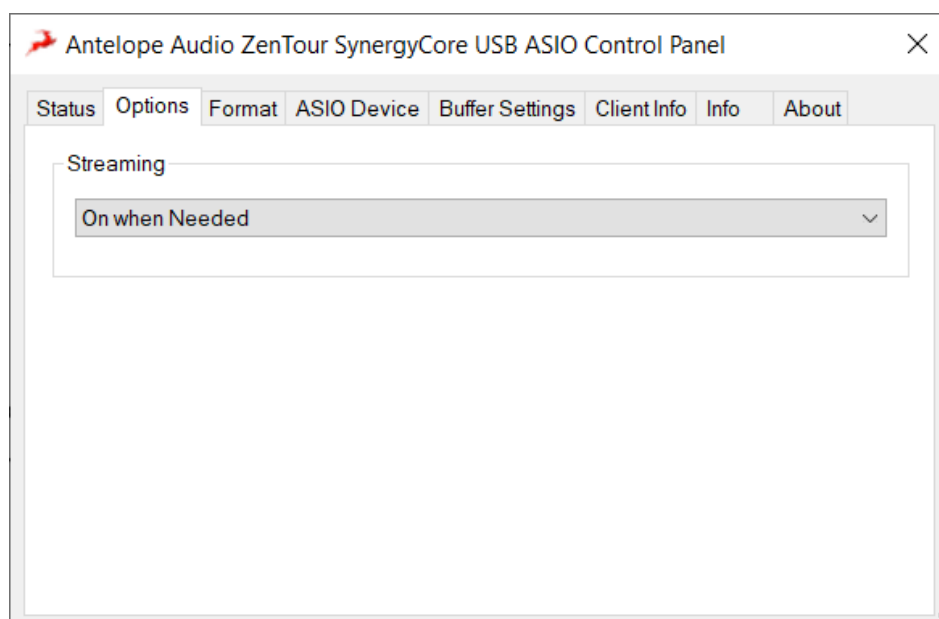 Antelope Audio ZenTour SynergyCore USB ASIO Control Panel
Status Options Format ASIO Device Buffer Settings Client Info Info About
Streaming
On when Needed